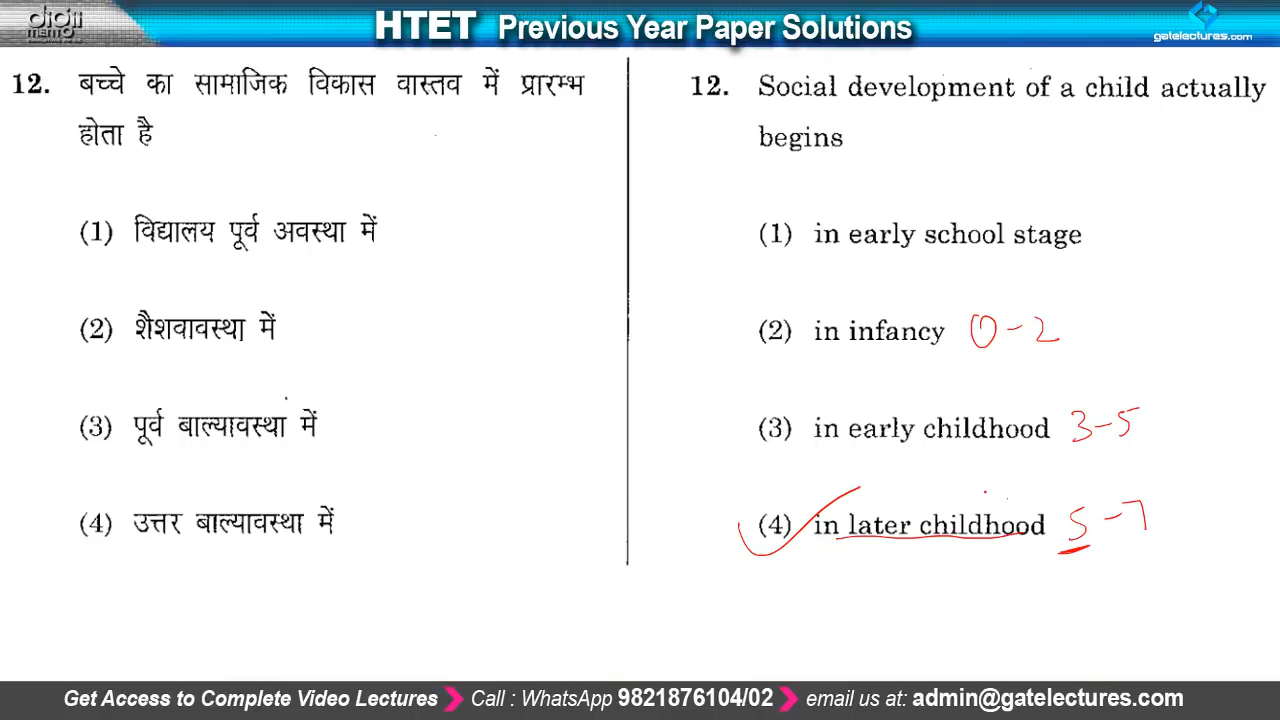 digii
mento
HTET Previous Year Paper Solutions
gatelectures.com
12. बच्चे का सामाजिक विकास वास्तव में प्रारम्भ
होता है
(1) विद्यालय पूर्व अवस्था में
(2) शैशवावस्था में
(3) पूर्व बाल्यावस्था में
(4) उत्तर बाल्यावस्था में
12. Social development of a child actually
begins
(1) in early school stage
(2) in infancy 0-2
(3) in early childhood 3-5
(4) in later childhood 5-7
Get Access to Complete Video Lectures Call : WhatsApp 9821876104/02 email us at: admin@gatelectures.com